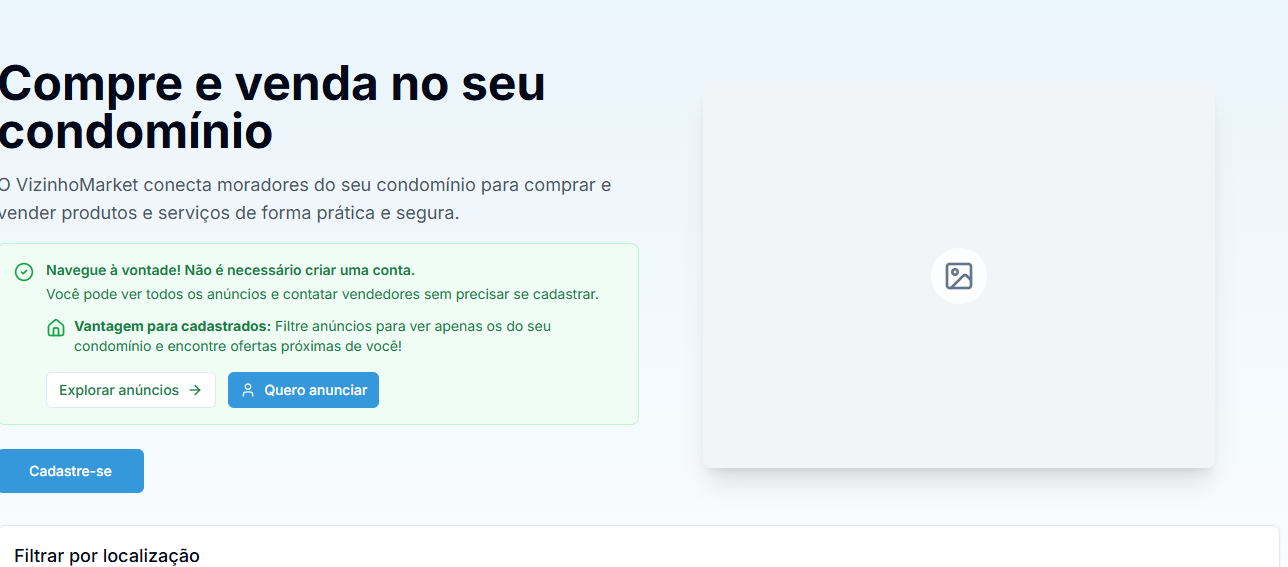 Compre e venda no seu
condomínio
O VizinhoMarket conecta moradores do seu condomínio para comprar e
vender produtos e serviços de forma prática e segura.
Navegue à vontade! Não é necessário criar uma conta.
Você pode ver todos os anúncios e contatar vendedores sem precisar se cadastrar.
Vantagem para cadastrados: Filtre anúncios para ver apenas os do seu
condomínio e encontre ofertas próximas de você!
Explorar anúncios
Quero anunciar
Cadastre-se
Filtrar por localização